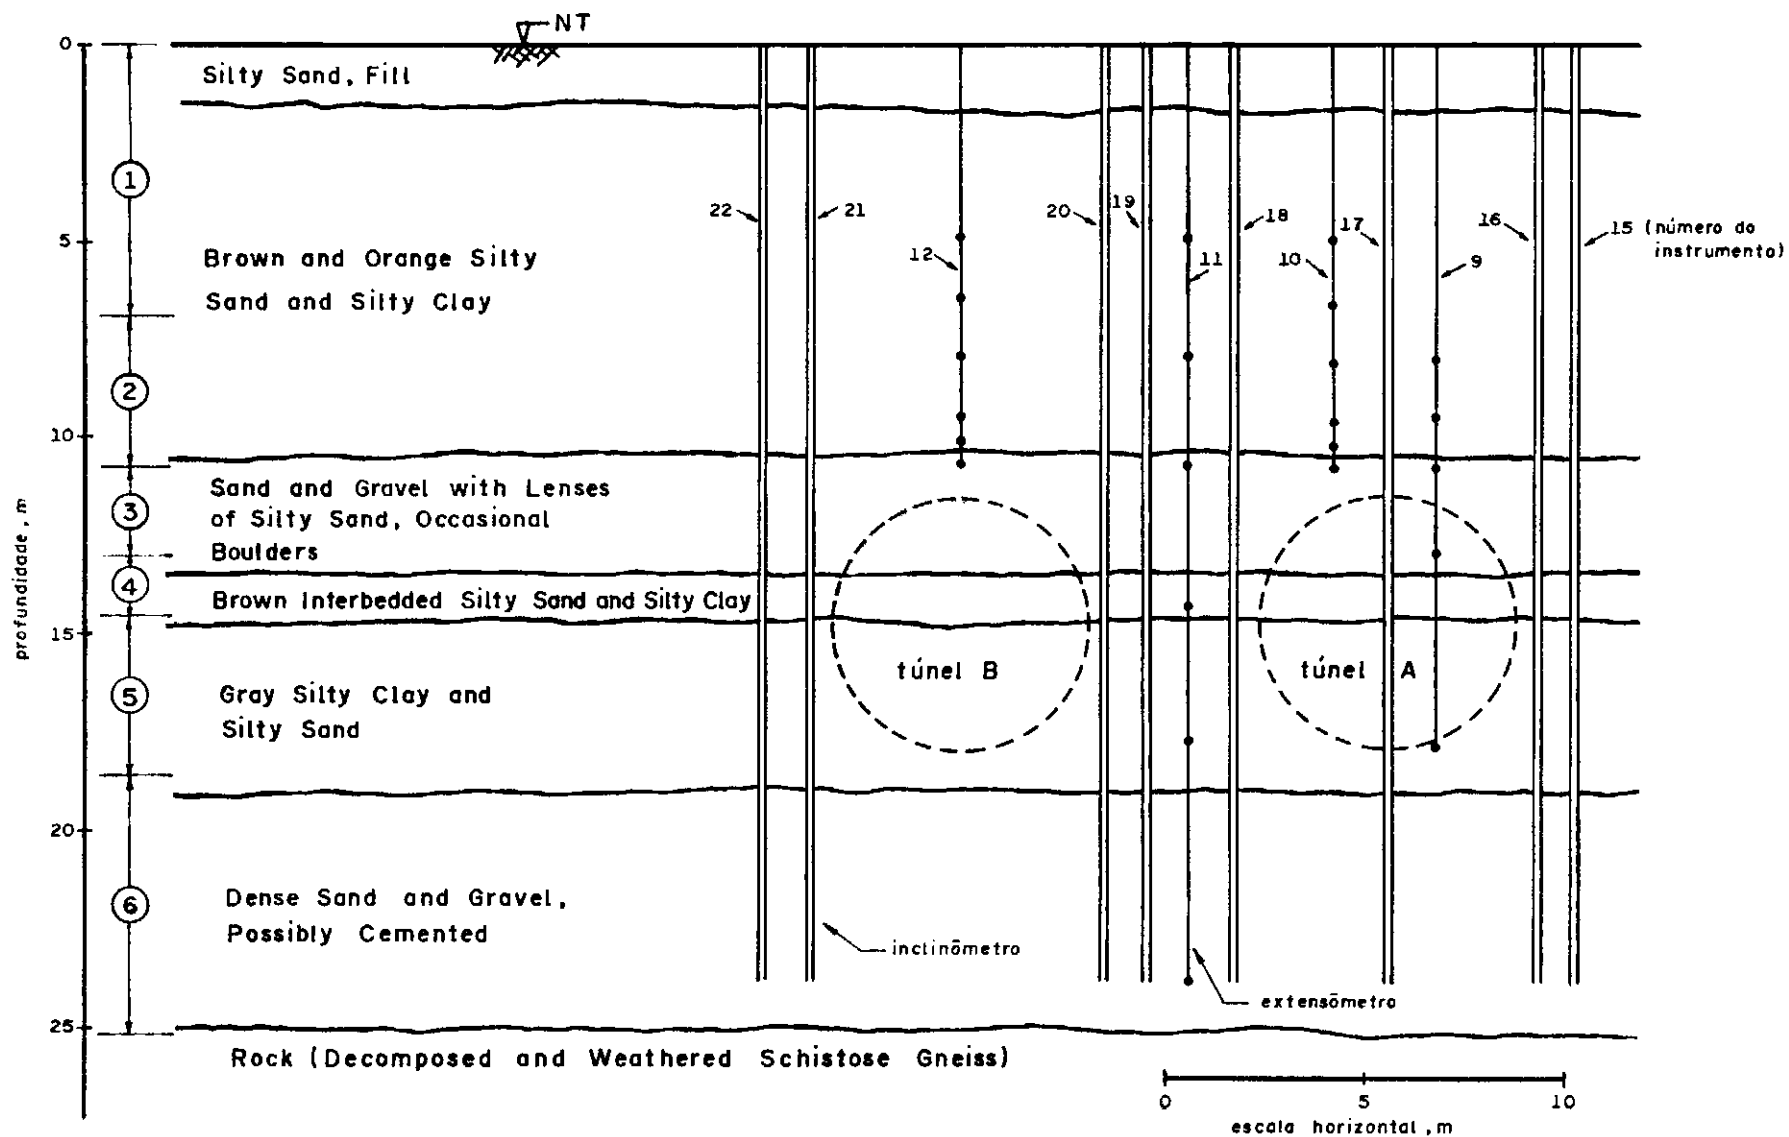 NT
0
Silty Sand, Fill
1
22
21
20
19
18
17
16
15 (número do
instrumento)
5
Brown and Orange Silty
Sand and Silty Clay
12
11
10
9
2
10
Sand and Gravel with Lenses
of Silty Sand, Occasional
Boulders
3
profundidade, m
4
Brown Interbedded Silty Sand and Silty Clay
15
túnel B
túnel A
5
Gray Silty Clay and
Silty Sand
20
6
Dense Sand and Gravel,
Possibly Cemented
inclinômetro
extensômetro
25
Rock (Decomposed and Weathered Schistose Gneiss)
0 5 10
escala horizontal, m